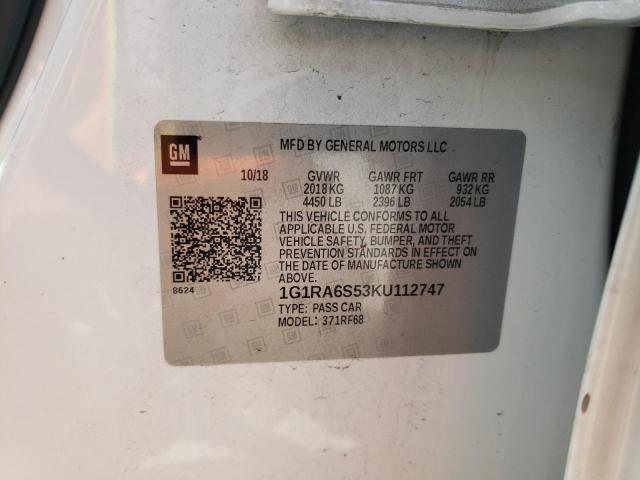 GM
MFD BY GENERAL MOTORS LLC
10/18 GVWR GAWR FRT GAWR RR
2018 KG 1087 KG 932 KG
4450 LB 2396 LB 2054 LB
THIS VEHICLE CONFORMS TO ALL
APPLICABLE U.S. FEDERAL MOTOR
VEHICLE SAFETY, BUMPER, AND THEFT
PREVENTION STANDARDS IN EFFECT
ON THE DATE OF MANUFACTURE SHOWN
ABOVE.
8624
1G1RA6S53KU112747
TYPE: PASS CAR
MODEL: 371RF68